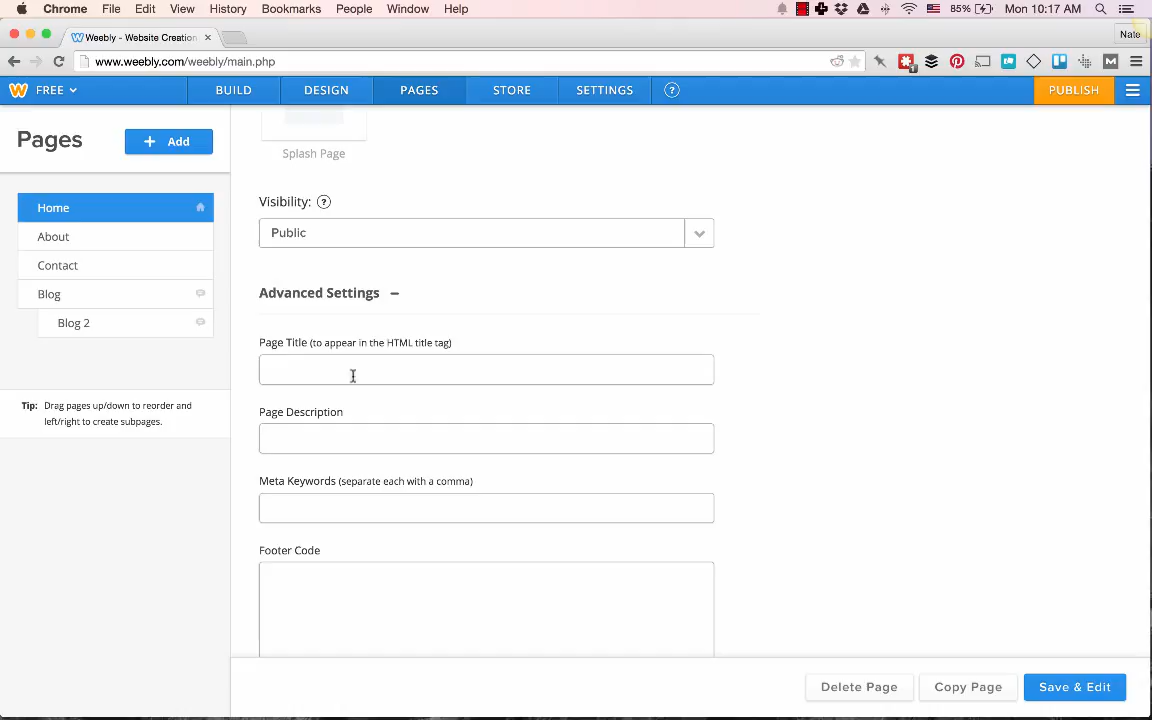 Chrome File Edit View History Bookmarks People Window Help 85% Mon 10:17 AM
Weebly - Website Creation Nate
www.weebly.com/weebly/main.php
FREE BUILD DESIGN PAGES STORE SETTINGS ? PUBLISH
Pages + Add
Splash Page
Visibility: ?
Public
Home
About
Contact
Blog
Blog 2
Tip: Drag pages up/down to reorder and
left/right to create subpages.
Advanced Settings –
Page Title (to appear in the HTML title tag)
Page Description
Meta Keywords (separate each with a comma)
Footer Code
Delete Page Copy Page Save & Edit